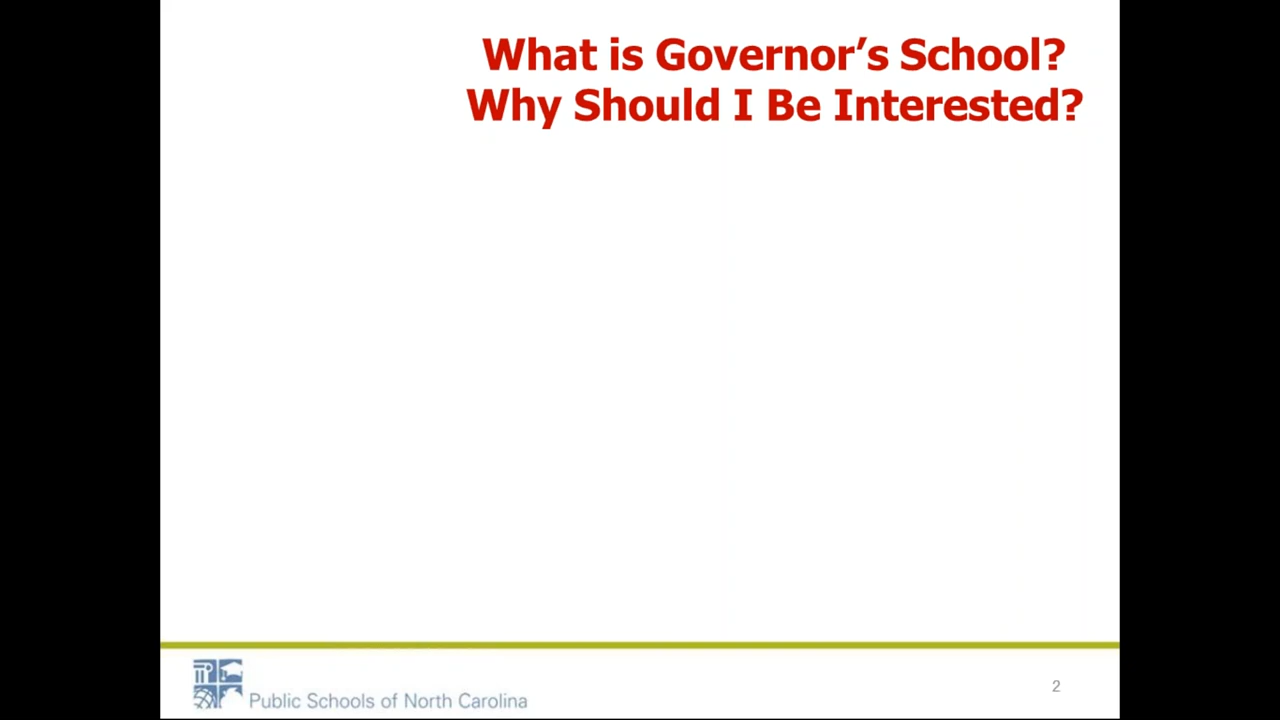 What is Governor’s School?
Why Should I Be Interested?
Public Schools of North Carolina
2